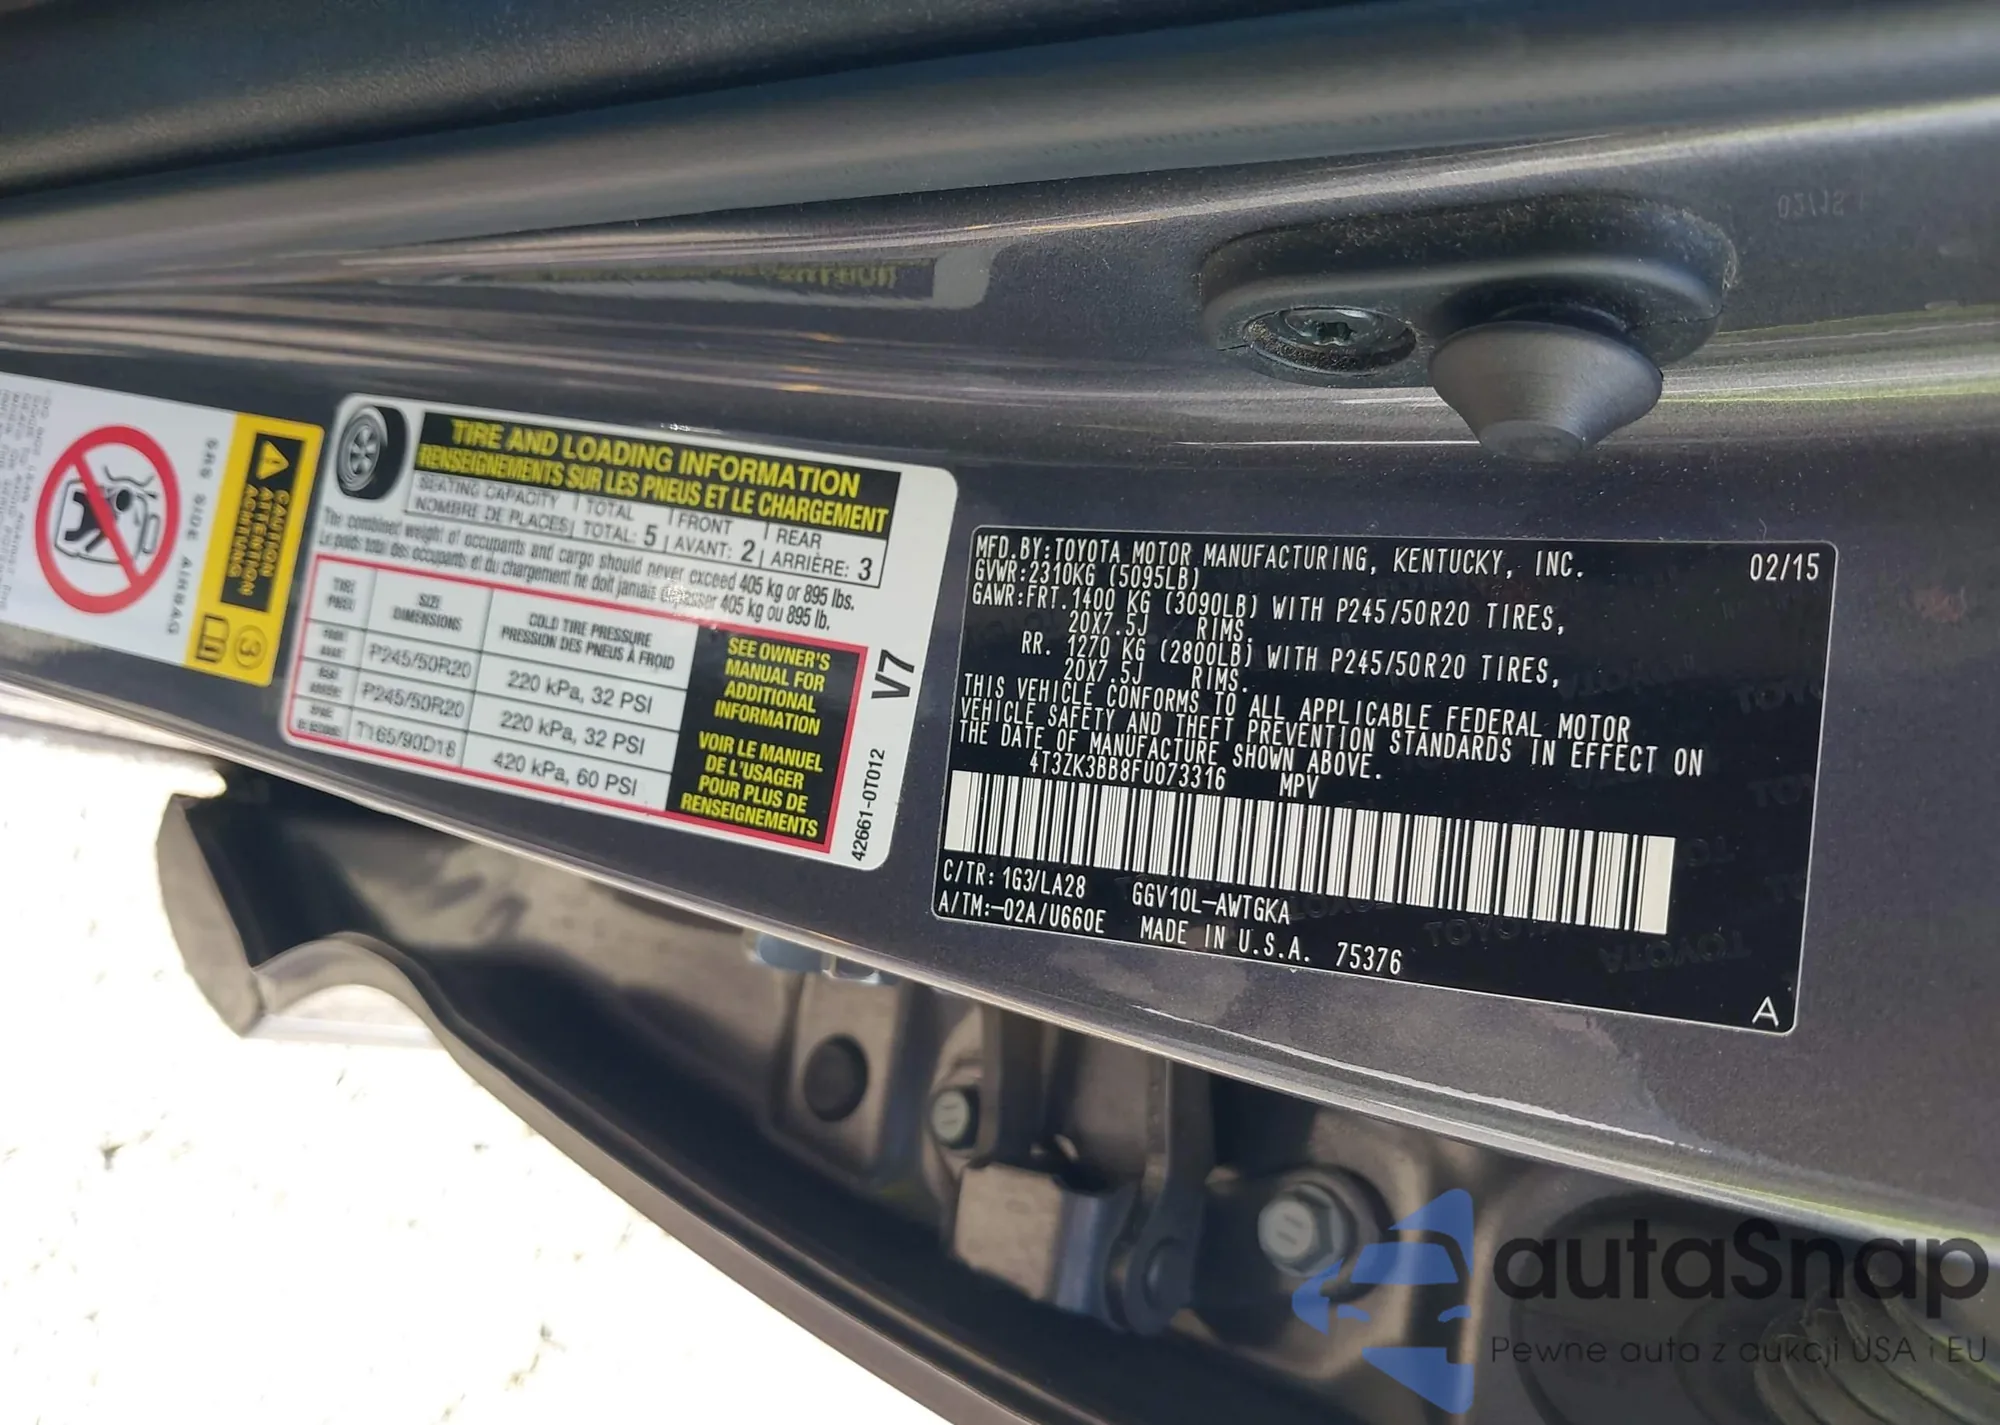 SRS SIDE AIRBAG
CAUTION
ATTENTION
3
TIRE AND LOADING INFORMATION
RENSEIGNEMENTS SUR LES PNEUS ET LE CHARGEMENT
SEATING CAPACITY | TOTAL | FRONT | REAR
NOMBRE DE PLACES | TOTAL: 5 | AVANT: 2 | ARRIÈRE: 3
The combined weight of occupants and cargo should never exceed 405 kg or 895 lbs.
Le poids total des occupants et du chargement ne doit jamais dépasser 405 kg ou 895 lb.
TIRE
PNEU
SIZE
DIMENSIONS
COLD TIRE PRESSURE
PRESSION DES PNEUS À FROID
P245/50R20 220 kPa, 32 PSI
P245/50R20 220 kPa, 32 PSI
T165/90D18 420 kPa, 60 PSI
SEE OWNER'S
MANUAL FOR
ADDITIONAL
INFORMATION
VOIR LE MANUEL
DE L'USAGER
POUR PLUS DE
RENSEIGNEMENTS
42661-0T012 V7
MFD.BY:TOYOTA MOTOR MANUFACTURING, KENTUCKY, INC. 02/15
GVWR:2310KG (5095LB)
GAWR:FRT.1400 KG (3090LB) WITH P245/50R20 TIRES,
20X7.5J RIMS.
RR. 1270 KG (2800LB) WITH P245/50R20 TIRES,
20X7.5J RIMS.
THIS VEHICLE CONFORMS TO ALL APPLICABLE FEDERAL MOTOR
VEHICLE SAFETY AND THEFT PREVENTION STANDARDS IN EFFECT ON
THE DATE OF MANUFACTURE SHOWN ABOVE.
4T3ZK3BB8FU073316 MPV
C/TR:1G3/LA28 GGV10L-AWTGKA
A/TM:-02A/U660E MADE IN U.S.A. 75376
A
autaSnap
Pewne auta z aukcji USA i EU